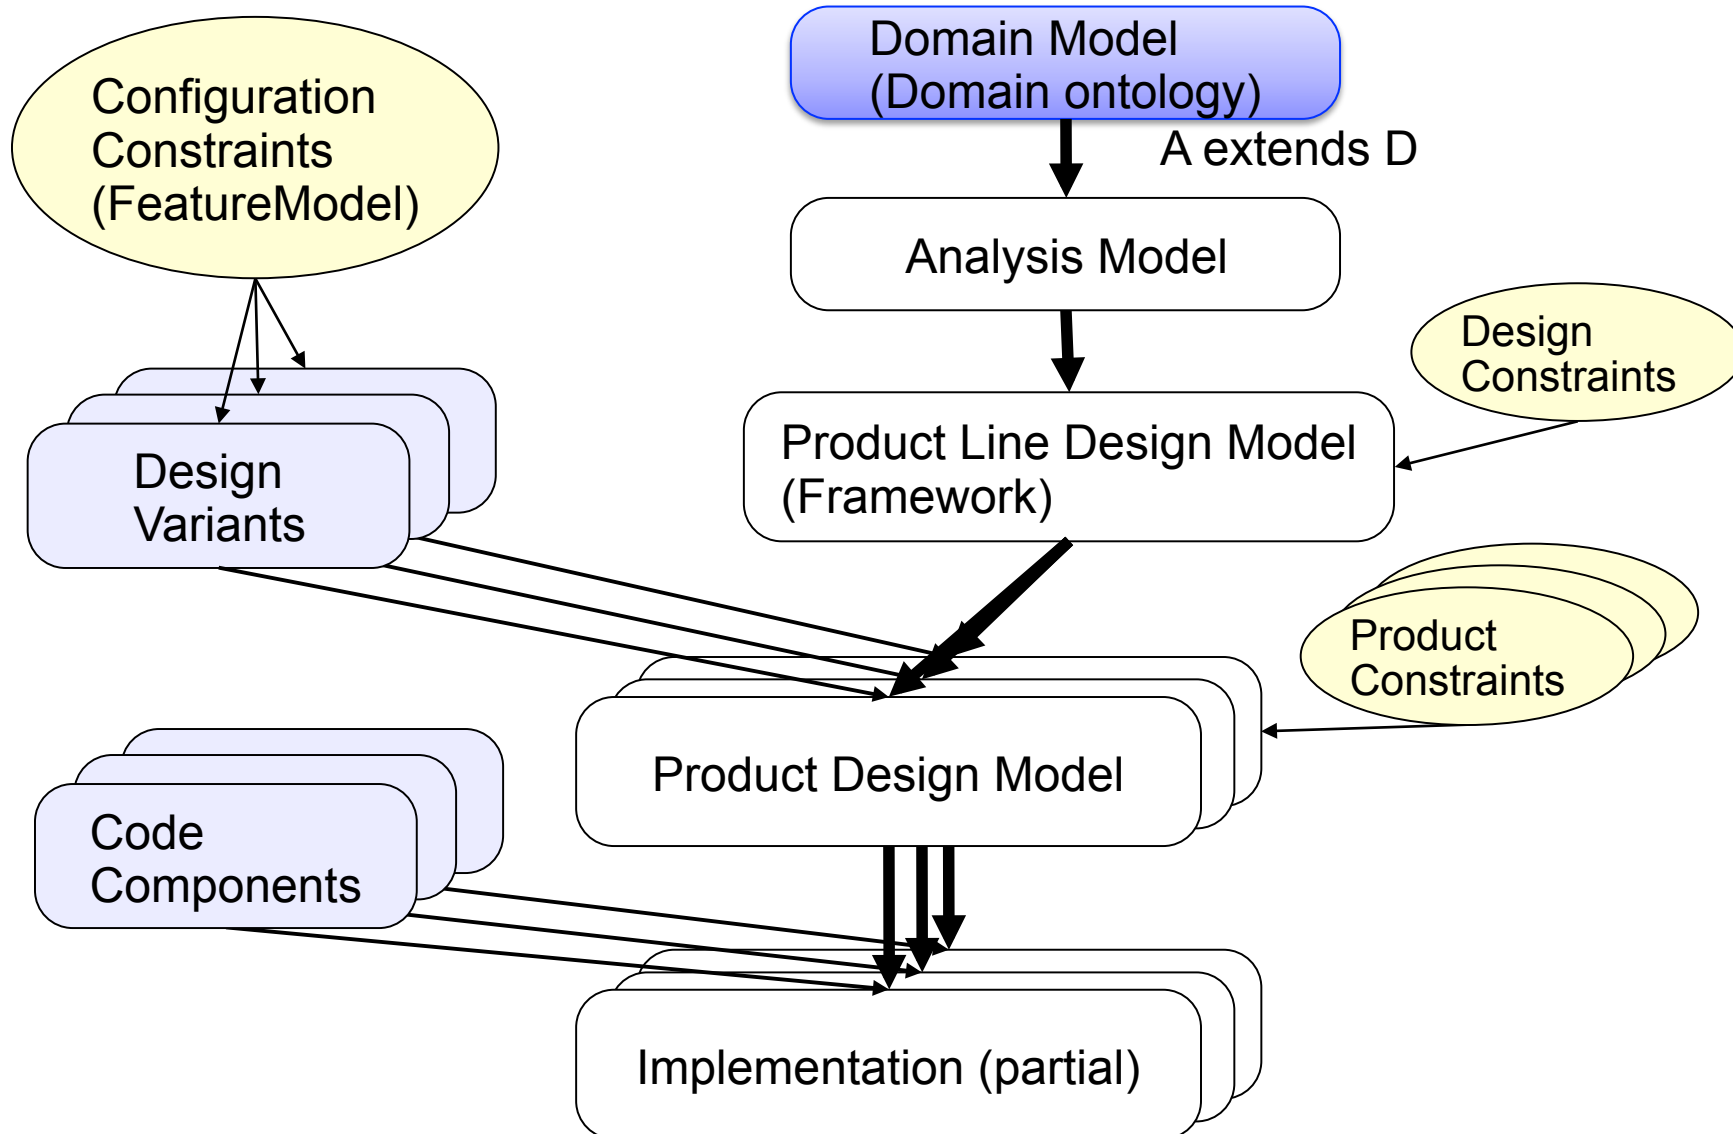 Domain Model
(Domain ontology)
Configuration
Constraints
(FeatureModel)
A extends D
Analysis Model
Design
Constraints
Product Line Design Model
(Framework)
Design
Variants
Product
Constraints
Product Design Model
Code
Components
Implementation (partial)